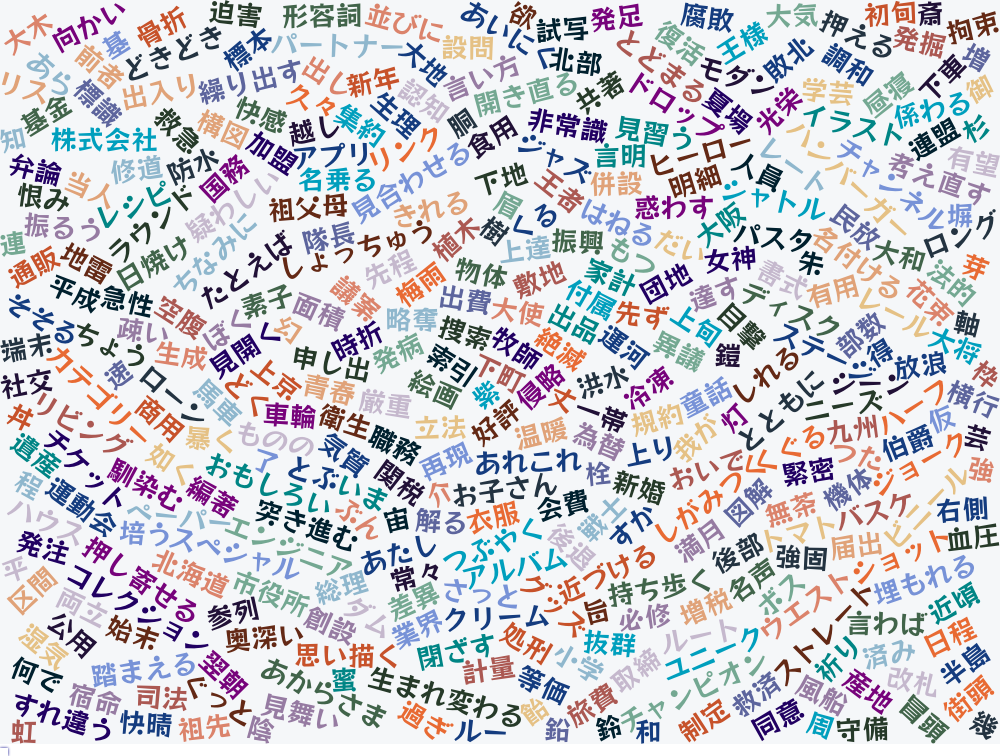 大木
向かい
骨折
迫害
形容詞
並びに
あいにく
欲
試写
発足
腐敗
大気
押える
初旬
斎
拘束
前者
基
どきどき
標本
パートナー
大地
設問
北部
とどまる
復活
王様
モダン
敗北
調和
発掘
増
あら
リス
基金
標識
出入り
繰り出す
出し
新年
認知
言い方
開き直る
共著
ドロップ
夏場
光栄
学芸
昼寝
下車
御
係わる
知
株式会社
救急
快感
構図
久々
越し
集約
生理
リンク
胴
食用
非常識
見習う
ヒーロー
イラスト
連盟
杉
弁論
当人
修道
防水
国務
加盟
アプリ
名乗る
見合わせる
ジャズ
言明
併設
明細
人員
レート
ハンバーガー
チャンネル
考え直す
有望
恨み
振るう
レシピ
ラウンド
疑わしい
祖父母
きれる
下地
眉
王者
くる
はねる
惑わす
シャトル
大阪
パスタ
民放
塀
連
通販
地雷
日焼け
ちなみに
たとえば
隊長
しょっちゅう
植木
樹
上達
振興
もつ
だい
女神
朱
名付ける
大和
ロング
平成
急性
空腹
素子
面積
議案
先程
梅雨
物体
敷地
家計
団地
達す
書式
有用
法的
芽
花束
そそる
ちょう
疎い
ぼくく
幻
時折
略奪
出費
大使
付属
出品
先ず
上旬
目撃
ディスク
レール
軸
端末
社交
カテゴリー
彼
生成
見開く
申し出
発病
捜索
索引
牧師
絶滅
運河
異議
鎧
ステージ
部数
得
放浪
大将
枠
丼
リビング
ローン
馬車
どく
上京
青春
厳重
絵画
紫
下町
侵略
洪水
冷凍
しれる
ニーズ
ハーフ
横行
商用
車輪
衛生
職務
立法
好評
大
一帯
規約
童話
灯
とともに
九州
仮
遺産
チケット
暴く
ものの
気質
再現
あれこれ
温暖
為替
上り
我が
くぐる
つた
伯爵
芸
程
運動会
馴染む
如く
編著
了
とぶ
おもしろい
いま
関税
介
お子さん
柱
新婚
おいで
く
緊密
機体
ジョーク
強
ハウス
ペーパー
エンジニア
突き進む
ぶん
宙
解る
衣服
会費
戦士
すか
しがみつく
図解
無茶
バスケ
ビニール
右側
発注
培う
スペシャル
あたし
つぶやく
後退
満月
後部
トマト
強固
届出
ショット
血圧
平
区間
押し寄せる
北海道
市役所
総理
常々
アルバム
近づける
持ち歩く
名声
ボス
ウエスト
ストレート
埋もれる
コレクション
両立
参列
創設
ゴム
差異
さっと
ミス
岳
必修
増税
言わば
近頃
湿気
公用
始末
奥深い
思い描く
業界
クリーム
閉ざす
処刑
抜群
ルート
ユニーク
祈り
済み
日程
何で
踏まえる
翌朝
あからさま
蜜
生まれ変わる
計量
等価
小学
取締
チャンピオン
救済
風船
産地
改札
半島
すれ違う
宿命
司法
ぐっと
見舞い
過ぎ
ルー
飴
旅費
制定
同意
周
守備
冒頭
街頭
幾
虹
快晴
祖先
陰
鉛
鈴
和